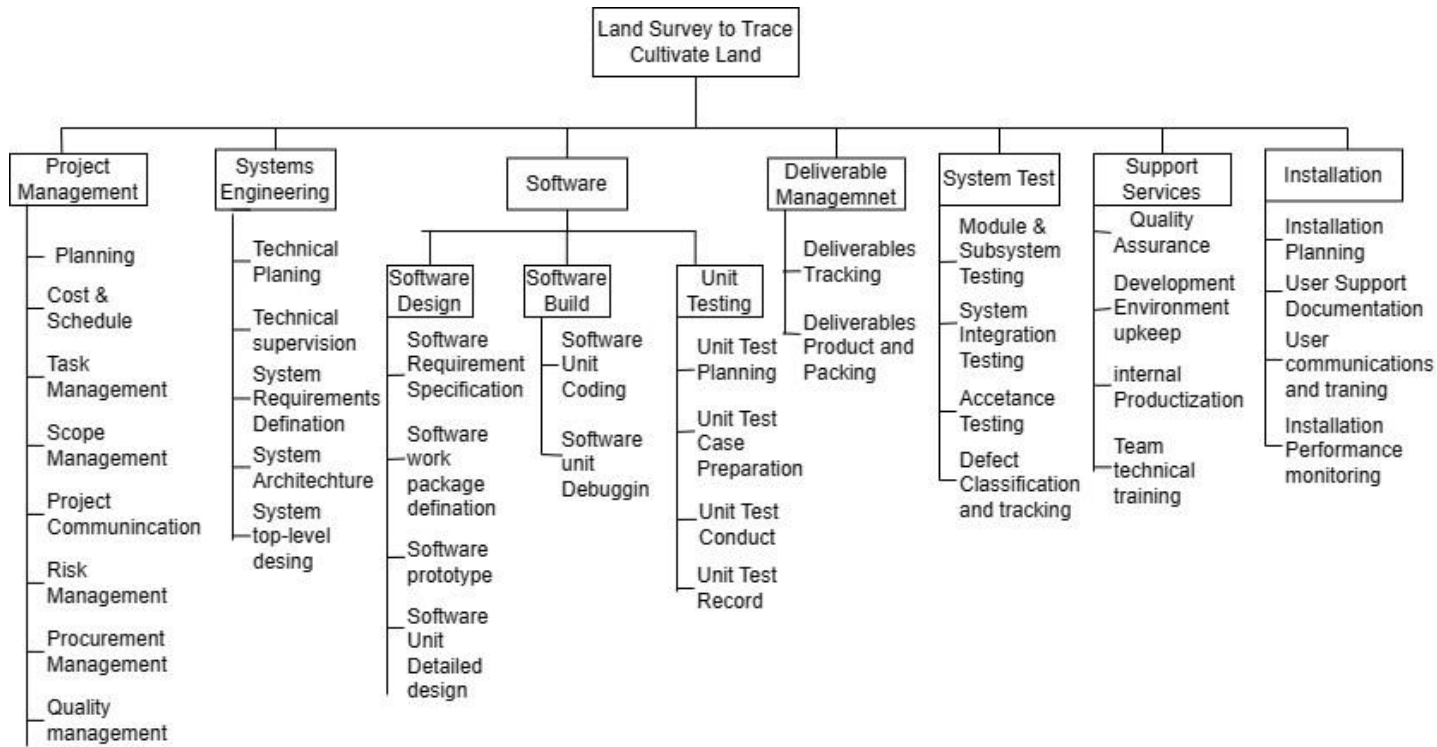 Land Survey to Trace
Cultivate Land
Project
Management
Planning
Cost &
Schedule
Task
Management
Scope
Management
Project
Communincation
Risk
Management
Procurement
Management
Quality
management
Systems
Engineering
Technical
Planing
Technical
supervision
System
Requirements
Defination
System
Architechture
System
top-level
desing
Software
Software
Design
Software
Requirement
Specification
Software
work
package
defination
Software
prototype
Software
Unit
Detailed
design
Software
Build
Software
Unit
Coding
Software
unit
Debuggin
Unit
Testing
Unit Test
Planning
Unit Test
Case
Preparation
Unit Test
Conduct
Unit Test
Record
Deliverable
Managemnet
Deliverables
Tracking
Deliverables
Product and
Packing
System Test
Module &
Subsystem
Testing
System
Integration
Testing
Accetance
Testing
Defect
Classification
and tracking
Support
Services
Quality
Assurance
Development
Environment
upkeep
internal
Productization
Team
technical
training
Installation
Installation
Planning
User Support
Documentation
User
communications
and traning
Installation
Performance
monitoring